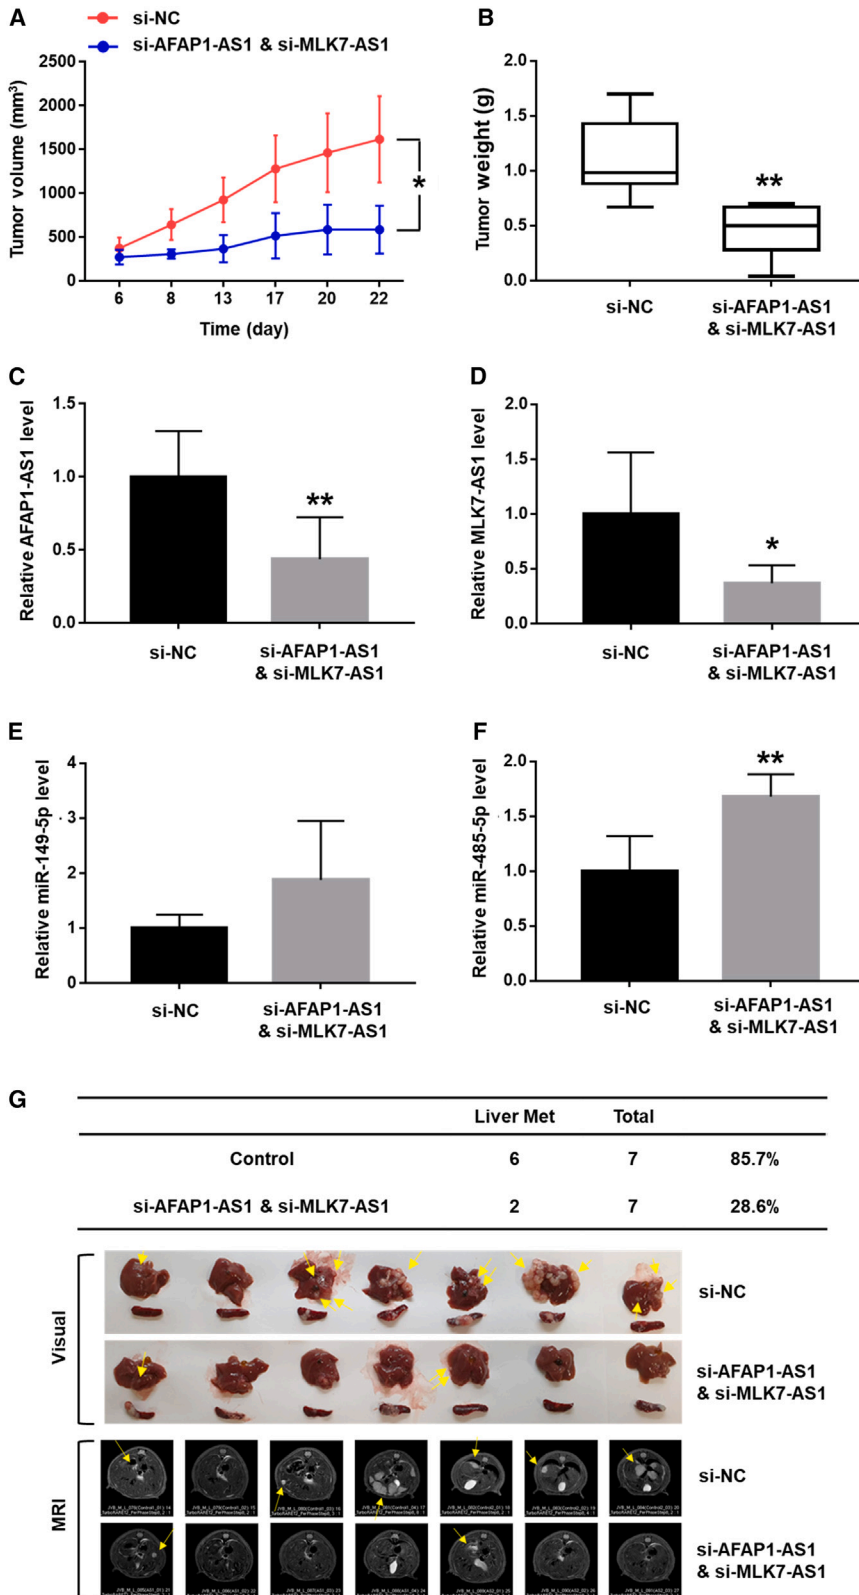 A
si-NC
si-AFAP1-AS1 & si-MLK7-AS1
Tumor volume (mm³)
2500
2000
1500
1000
500
0
*
6 8 13 17 20 22
Time (day)
B
Tumor weight (g)
2.0
1.5
1.0
0.5
0.0
**
si-NC
si-AFAP1-AS1
& si-MLK7-AS1
C
Relative AFAP1-AS1 level
1.5
1.0
0.5
0.0
**
si-NC
si-AFAP1-AS1
& si-MLK7-AS1
D
Relative MLK7-AS1 level
2.0
1.5
1.0
0.5
0.0
*
si-NC
si-AFAP1-AS1
& si-MLK7-AS1
E
Relative miR-149-5p level
4
3
2
1
0
si-NC
si-AFAP1-AS1
& si-MLK7-AS1
F
Relative miR-485-5p level
2.0
1.5
1.0
0.5
0.0
**
si-NC
si-AFAP1-AS1
& si-MLK7-AS1
G
Liver Met Total
Control 6 7 85.7%
si-AFAP1-AS1 & si-MLK7-AS1 2 7 28.6%
Visual
si-NC
si-AFAP1-AS1
& si-MLK7-AS1
MRI
si-NC
si-AFAP1-AS1
& si-MLK7-AS1